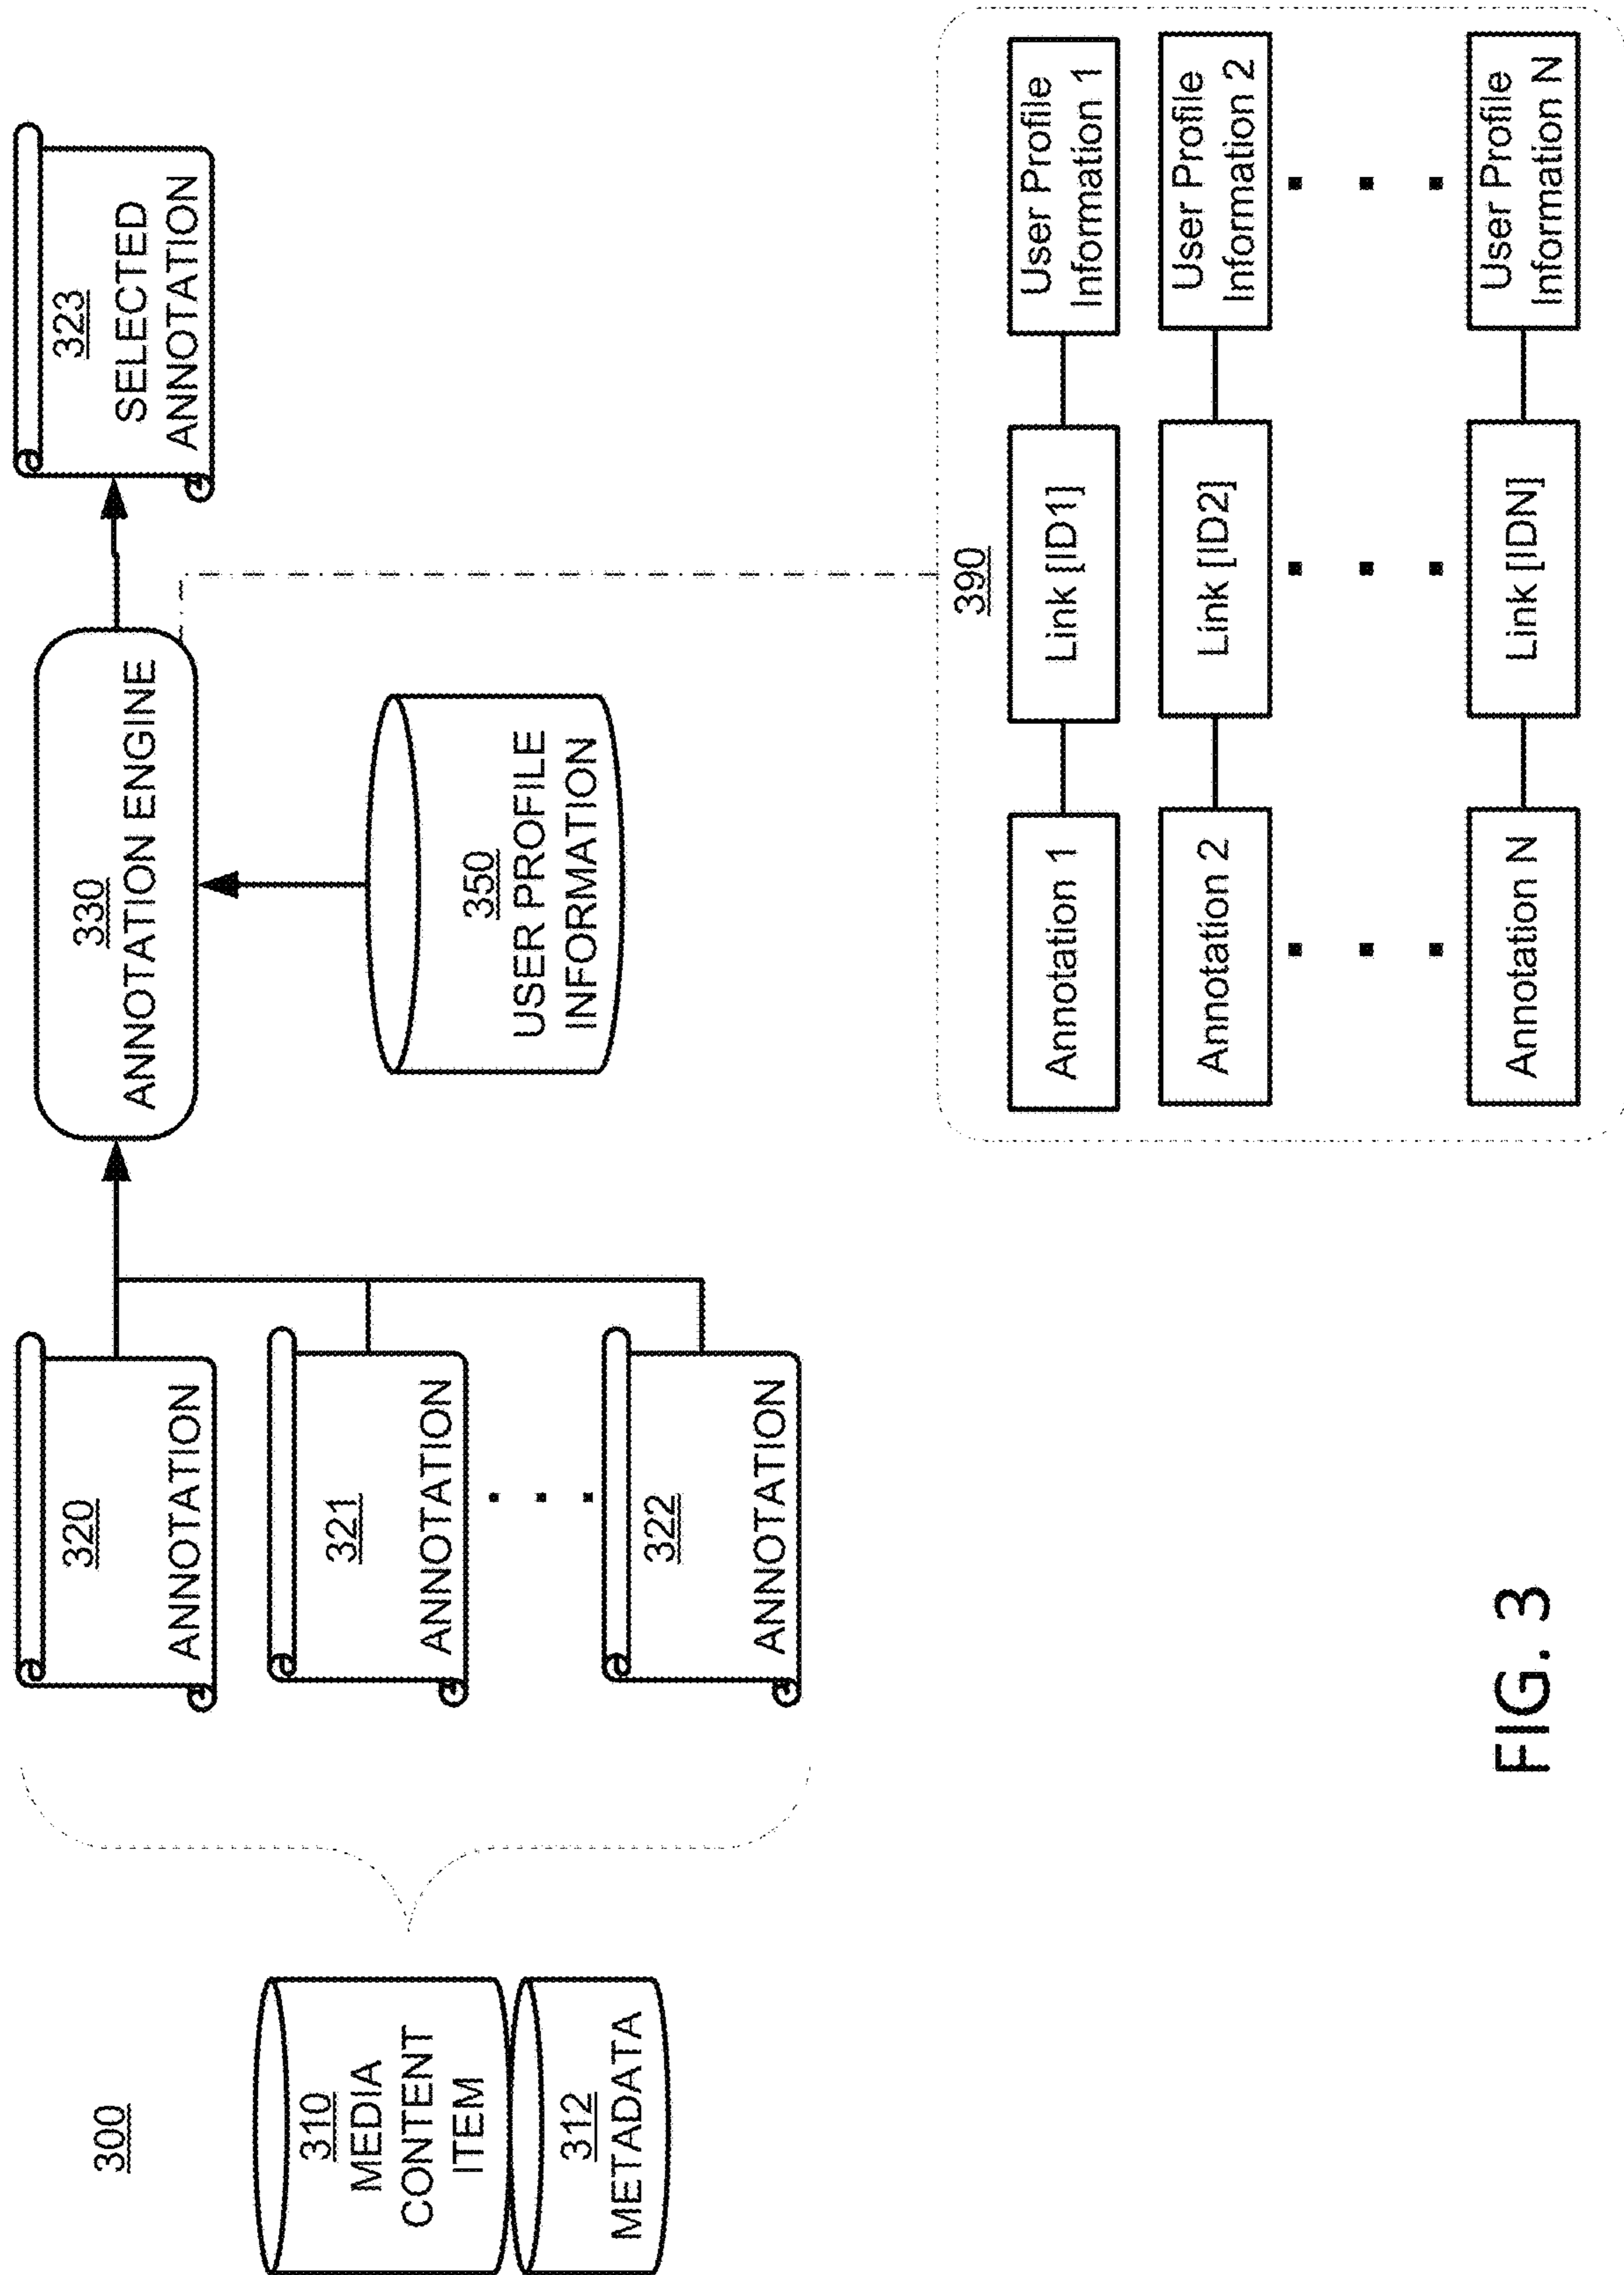 300
310
MEDIA
CONTENT
ITEM
312
METADATA
320
ANNOTATION
321
ANNOTATION
322
ANNOTATION
330
ANNOTATION ENGINE
350
USER PROFILE
INFORMATION
323
SELECTED
ANNOTATION
390
Annotation 1
Link [ID1]
User Profile
Information 1
Annotation 2
Link [ID2]
User Profile
Information 2
Annotation N
Link [IDN]
User Profile
Information N
FIG. 3